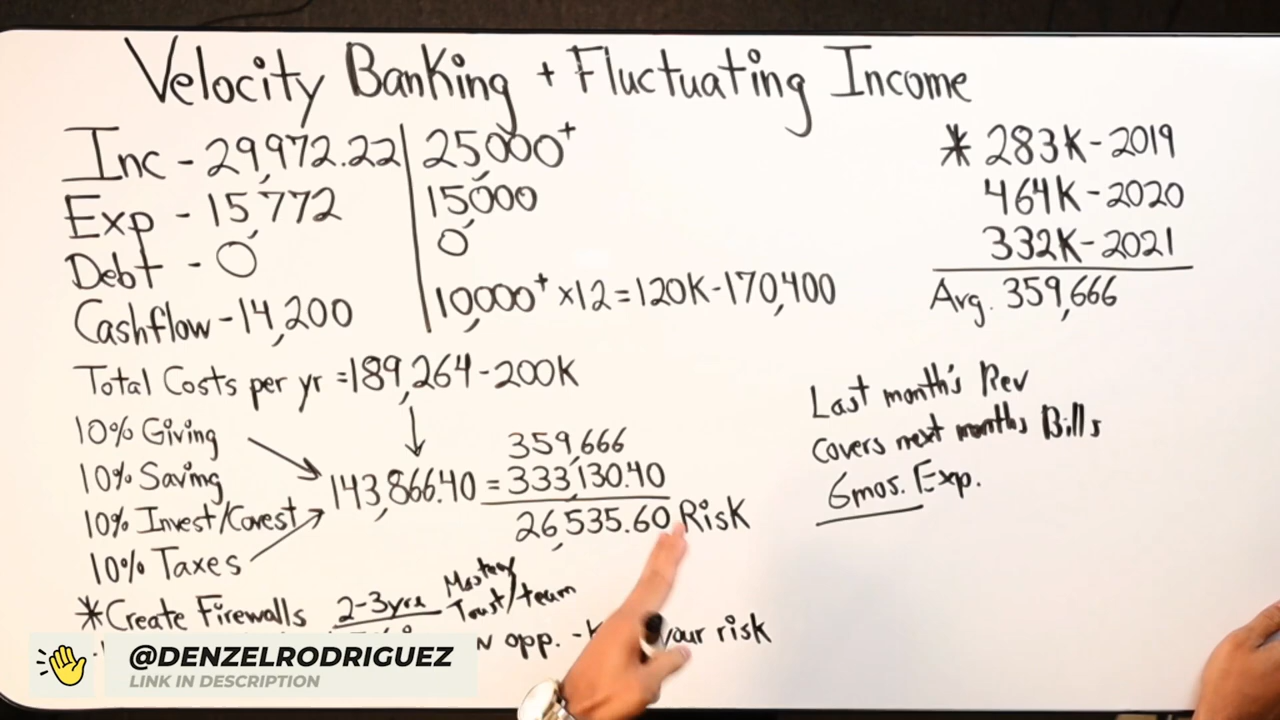 Velocity Banking + Fluctuating Income
Inc - 29,972.22 | 25,000+
Exp - 15,772 | 15,000
Debt - 0 | 0
Cashflow - 14,200 | 10,000+ x12 = 120K - 170,400
* 283K - 2019
464K - 2020
332K - 2021
Avg. 359,666
Total Costs per yr = 189,264 - 200K
10% Giving
10% Saving
10% Invest/Covest
10% Taxes
143,866.40 = 333,130.40
359,666
26,535.60 Risk
Last month's Rev
covers next months Bills
6mos. Exp.
*Create Firewalls 2-3yrs Mastery
Trust/team
opp. - your risk
@DENZELRODRIGUEZ
LINK IN DESCRIPTION